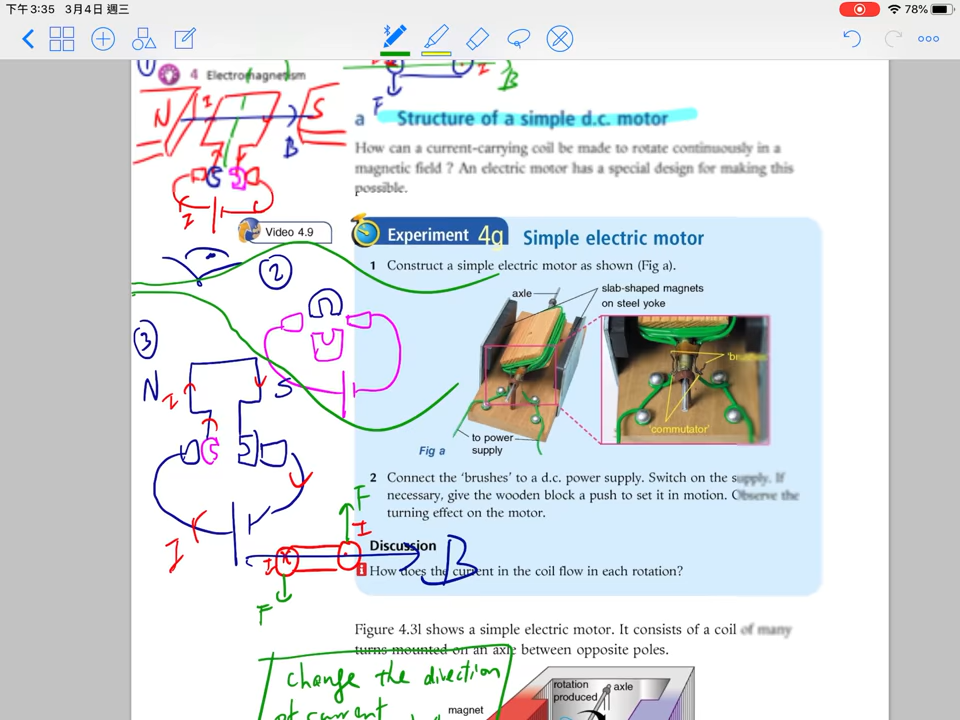 下午3:35 3月4日 週三
78%
①
4 Electromagnetism
I
B
F
N
I
S
B
I
a Structure of a simple d.c. motor
How can a current-carrying coil be made to rotate continuously in a
magnetic field ? An electric motor has a special design for making this
possible.
Video 4.9
Experiment 4g Simple electric motor
1 Construct a simple electric motor as shown (Fig a).
②
axle
slab-shaped magnets
on steel yoke
③
'brushes'
N
I
S
'commutator'
to power
supply
Fig a
2 Connect the 'brushes' to a d.c. power supply. Switch on the supply. If
necessary, give the wooden block a push to set it in motion. Observe the
turning effect on the motor.
F
I
I
Discussion
B
I
How does the current in the coil flow in each rotation?
F
Figure 4.3l shows a simple electric motor. It consists of a coil of many
turns mounted on an axle between opposite poles.
change the direction
of current
rotation
produced
axle
magnet